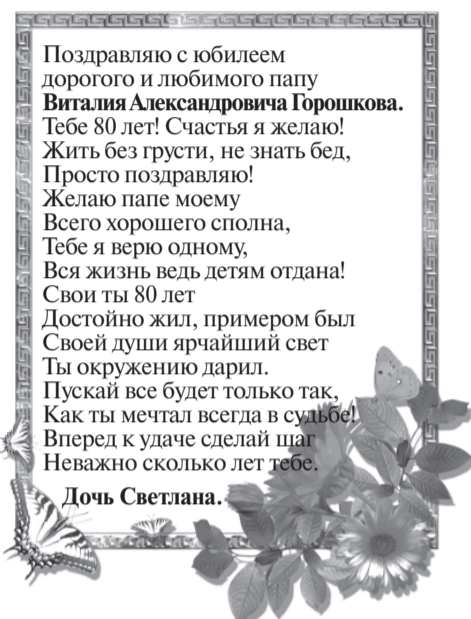 Поздравляю с юбилеем
дорогого и любимого папу
Виталия Александровича Горошкова.
Тебе 80 лет! Счастья я желаю!
Жить без грусти, не знать бед,
Просто поздравляю!
Желаю папе моему
Всего хорошего сполна,
Тебе я верю одному,
Вся жизнь ведь детям отдана!
Свои ты 80 лет
Достойно жил, примером был
Своей души ярчайший свет
Ты окружению дарил.
Пускай все будет только так,
Как ты мечтал всегда в судьбе!
Вперед к удаче сделай шаг
Неважно сколько лет тебе.
Дочь Светлана.